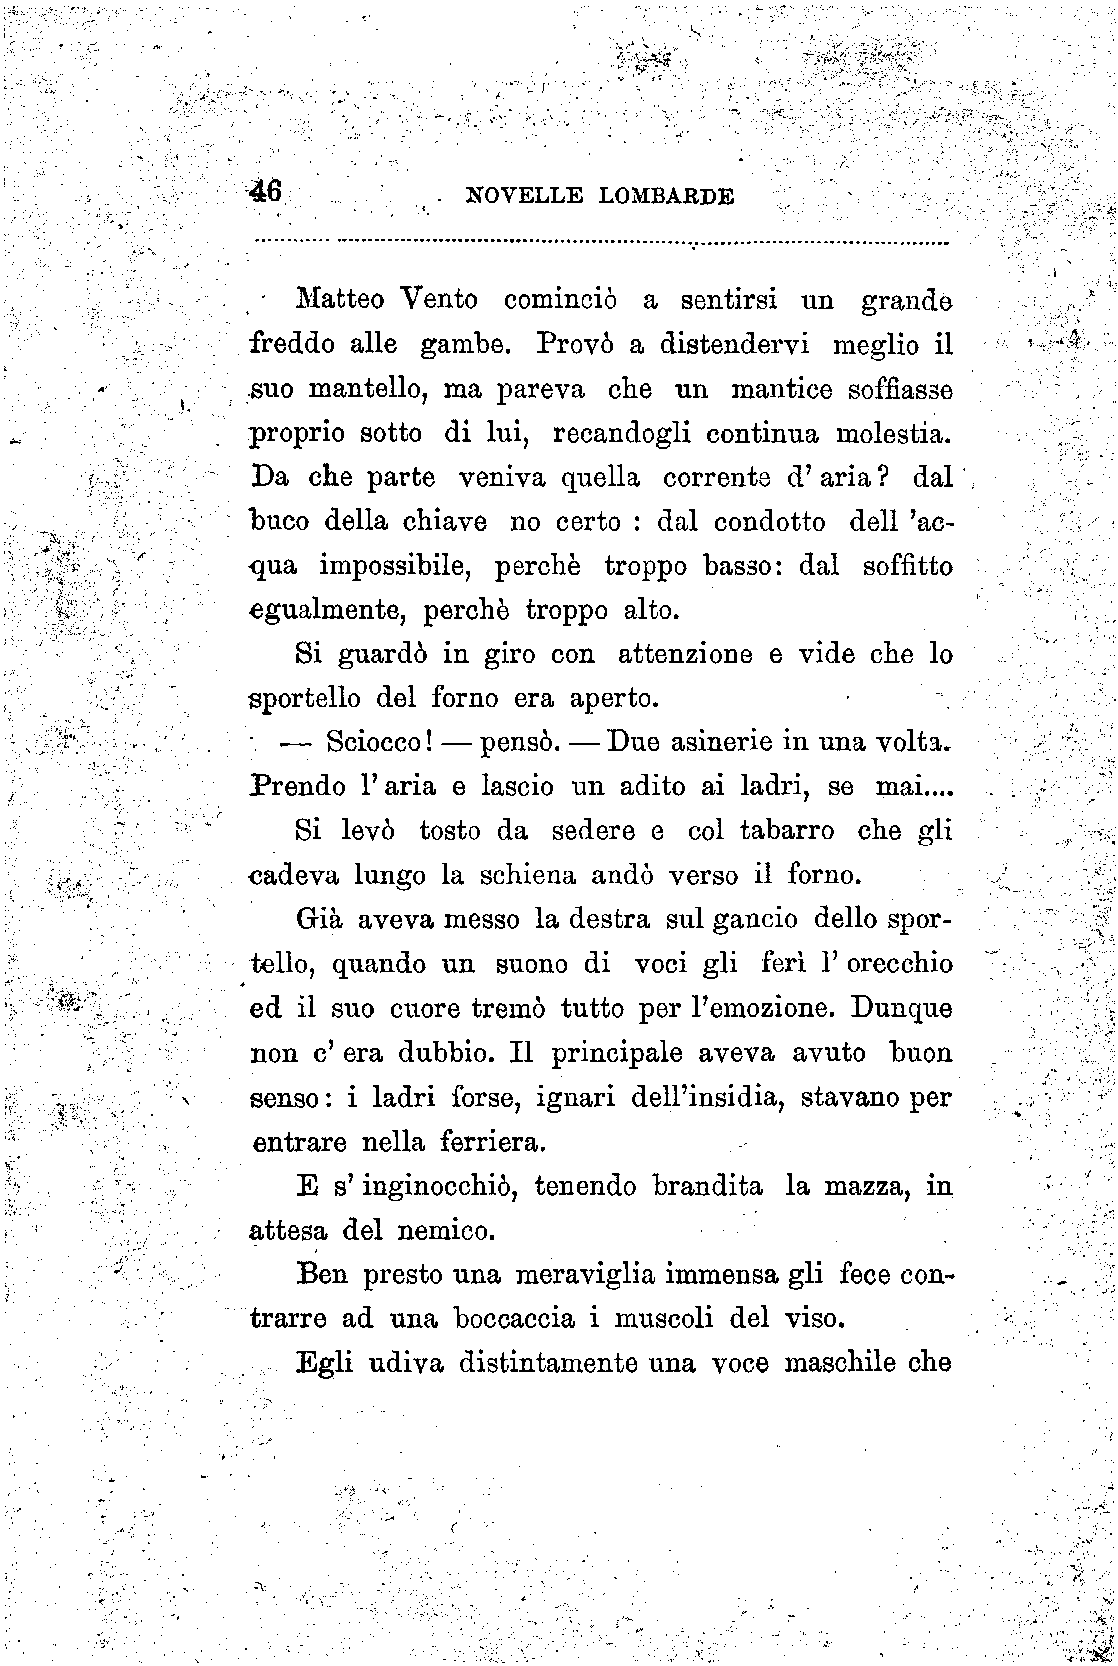 46 NOVELLE LOMBARDE
Matteo Vento cominciò a sentirsi un grande
freddo alle gambe. Provò a distendervi meglio il
suo mantello, ma pareva che un mantice soffiasse
proprio sotto di lui, recandogli continua molestia.
Da che parte veniva quella corrente d' aria? dal
buco della chiave no certo : dal condotto dell 'ac-
qua impossibile, perchè troppo basso: dal soffitto
egualmente, perchè troppo alto.
Si guardò in giro con attenzione e vide che lo
sportello del forno era aperto.
— Sciocco! — pensò. — Due asinerie in una volta.
Prendo l' aria e lascio un adito ai ladri, se mai....
Si levò tosto da sedere e col tabarro che gli
cadeva lungo la schiena andò verso il forno.
Già aveva messo la destra sul gancio dello spor-
tello, quando un suono di voci gli ferì l' orecchio
ed il suo cuore tremò tutto per l'emozione. Dunque
non c' era dubbio. Il principale aveva avuto buon
senso: i ladri forse, ignari dell'insidia, stavano per
entrare nella ferriera.
E s' inginocchiò, tenendo brandita la mazza, in
attesa del nemico.
Ben presto una meraviglia immensa gli fece con-
trarre ad una boccaccia i muscoli del viso.
Egli udiva distintamente una voce maschile che